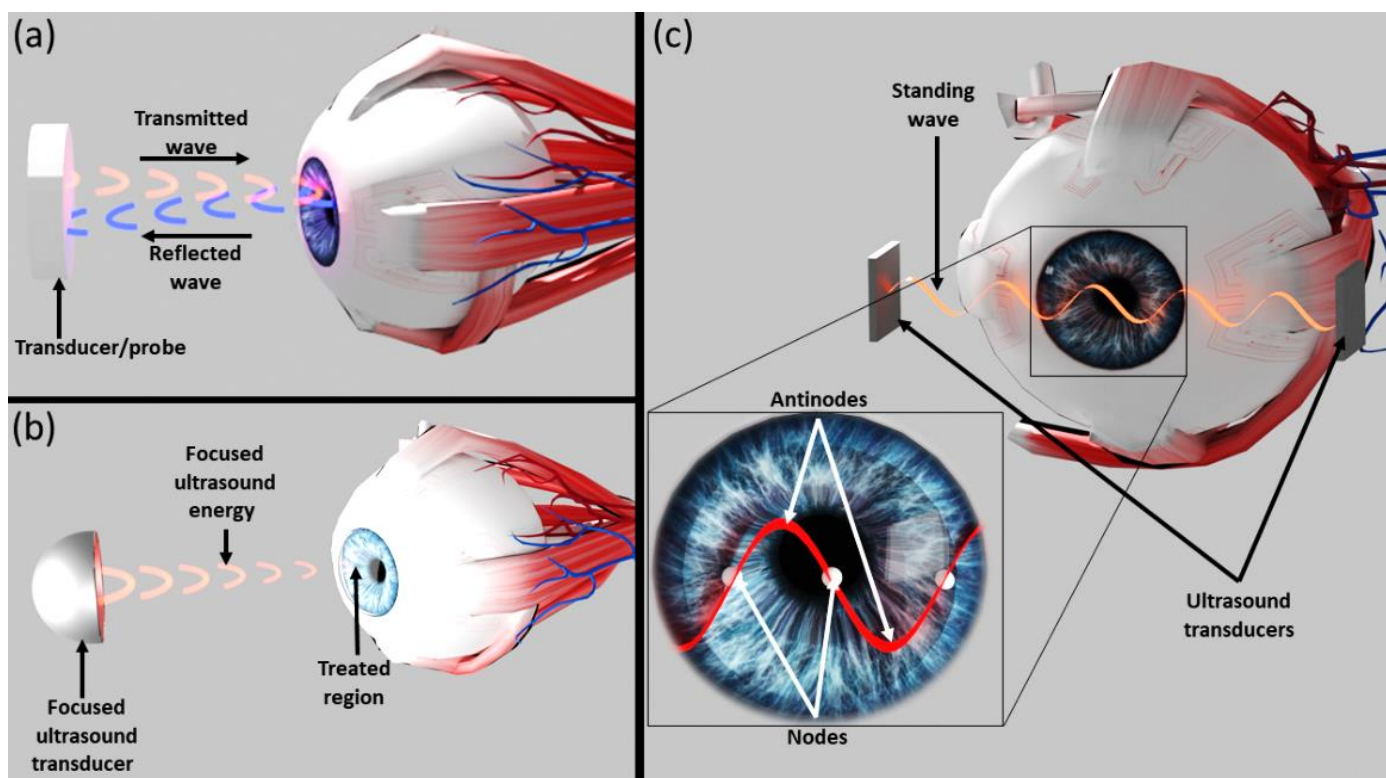 (a)
Transmitted
wave
Reflected
wave
Transducer/probe
(b)
Focused
ultrasound
energy
Treated
region
Focused
ultrasound
transducer
(c)
Standing
wave
Antinodes
Nodes
Ultrasound
transducers